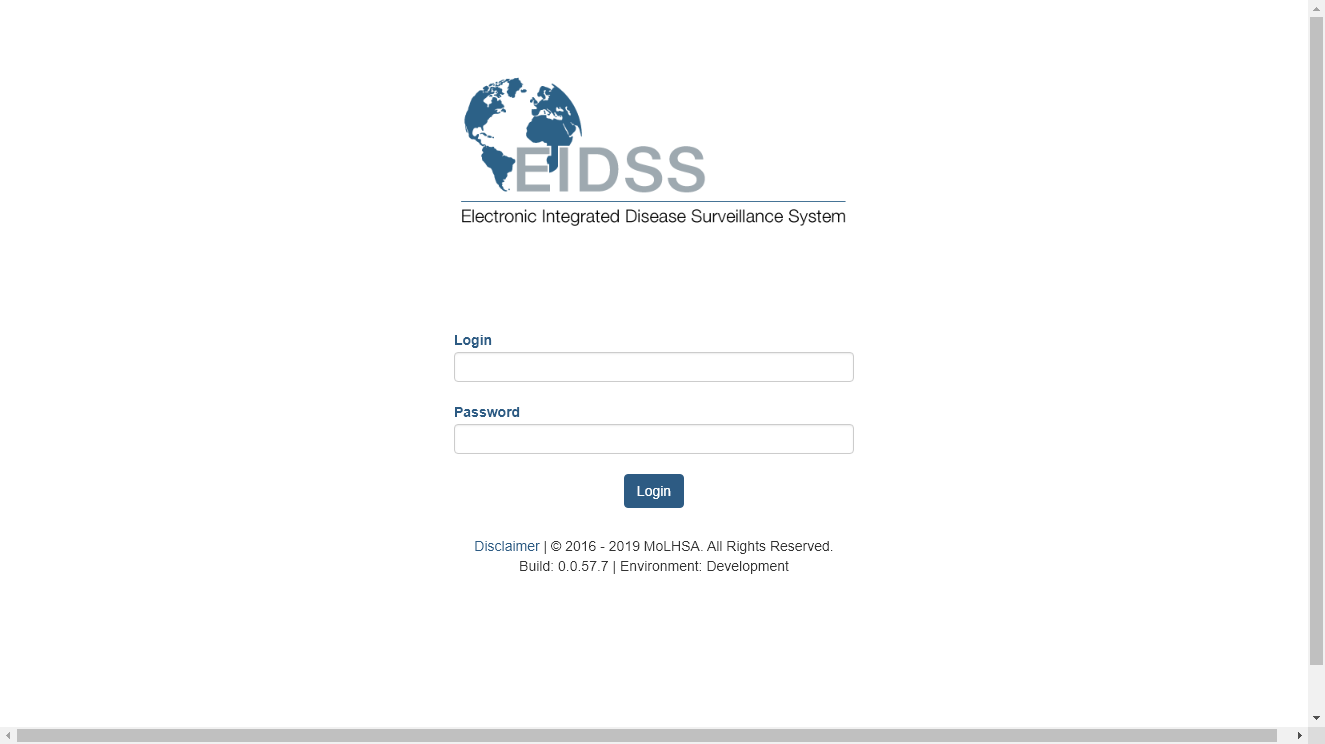 EIDSS
Electronic Integrated Disease Surveillance System
Login
Password
Login
Disclaimer | © 2016 - 2019 MoLHSA. All Rights Reserved.
Build: 0.0.57.7 | Environment: Development